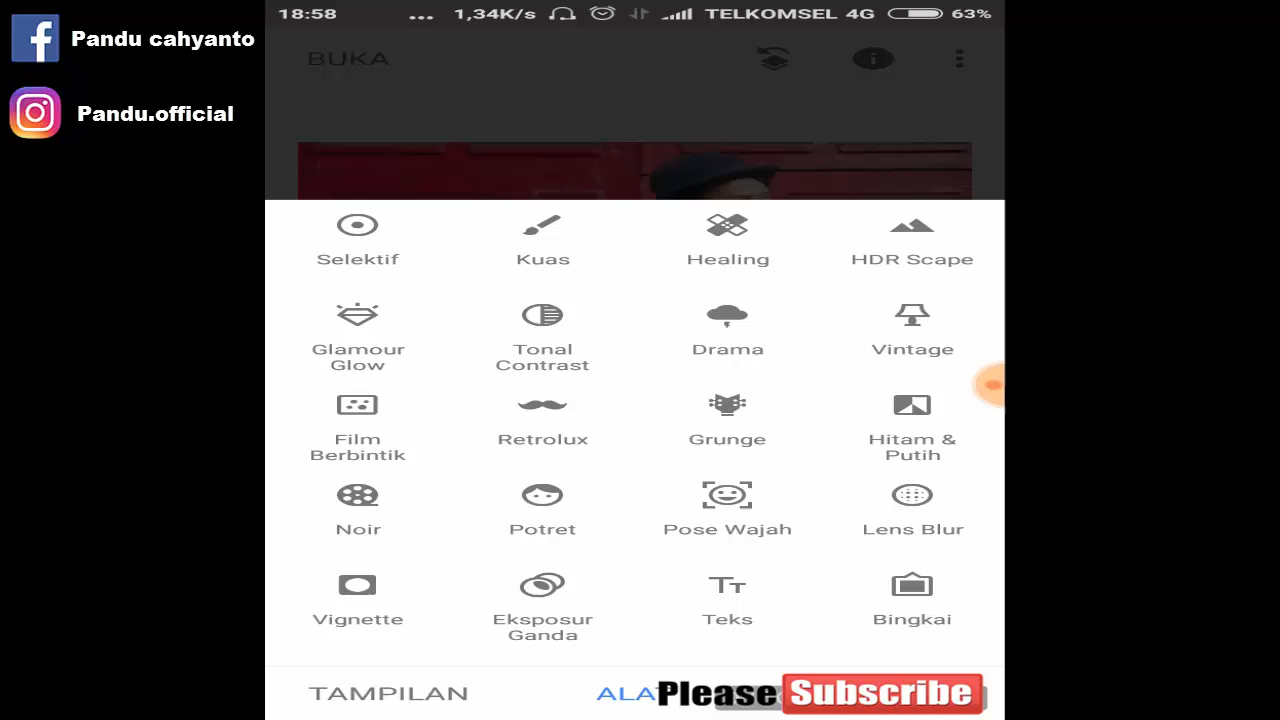 Pandu cahyanto
Pandu.official
18:58 ... 1,34K/s TELKOMSEL 4G 63%
BUKA
Selektif Kuas Healing HDR Scape
Glamour Glow Tonal Contrast Drama Vintage
Film Berbintik Retrolux Grunge Hitam & Putih
Noir Potret Pose Wajah Lens Blur
Vignette Eksposur Ganda Teks Bingkai
TAMPILAN ALA
Please Subscribe